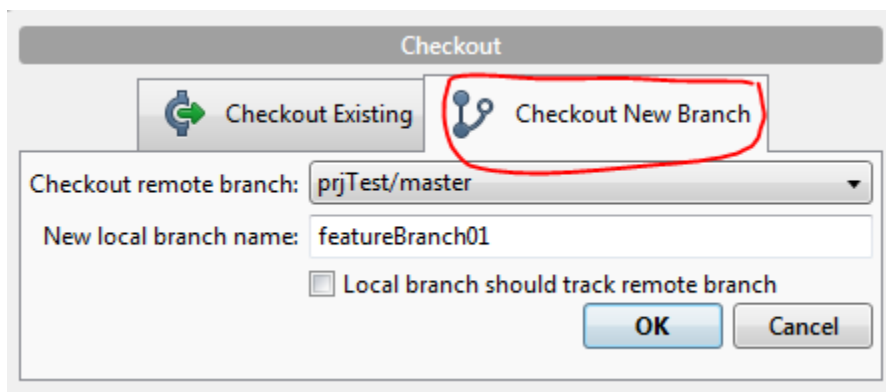 Checkout
Checkout Existing Checkout New Branch
Checkout remote branch: prjTest/master
New local branch name: featureBranch01
Local branch should track remote branch
OK Cancel